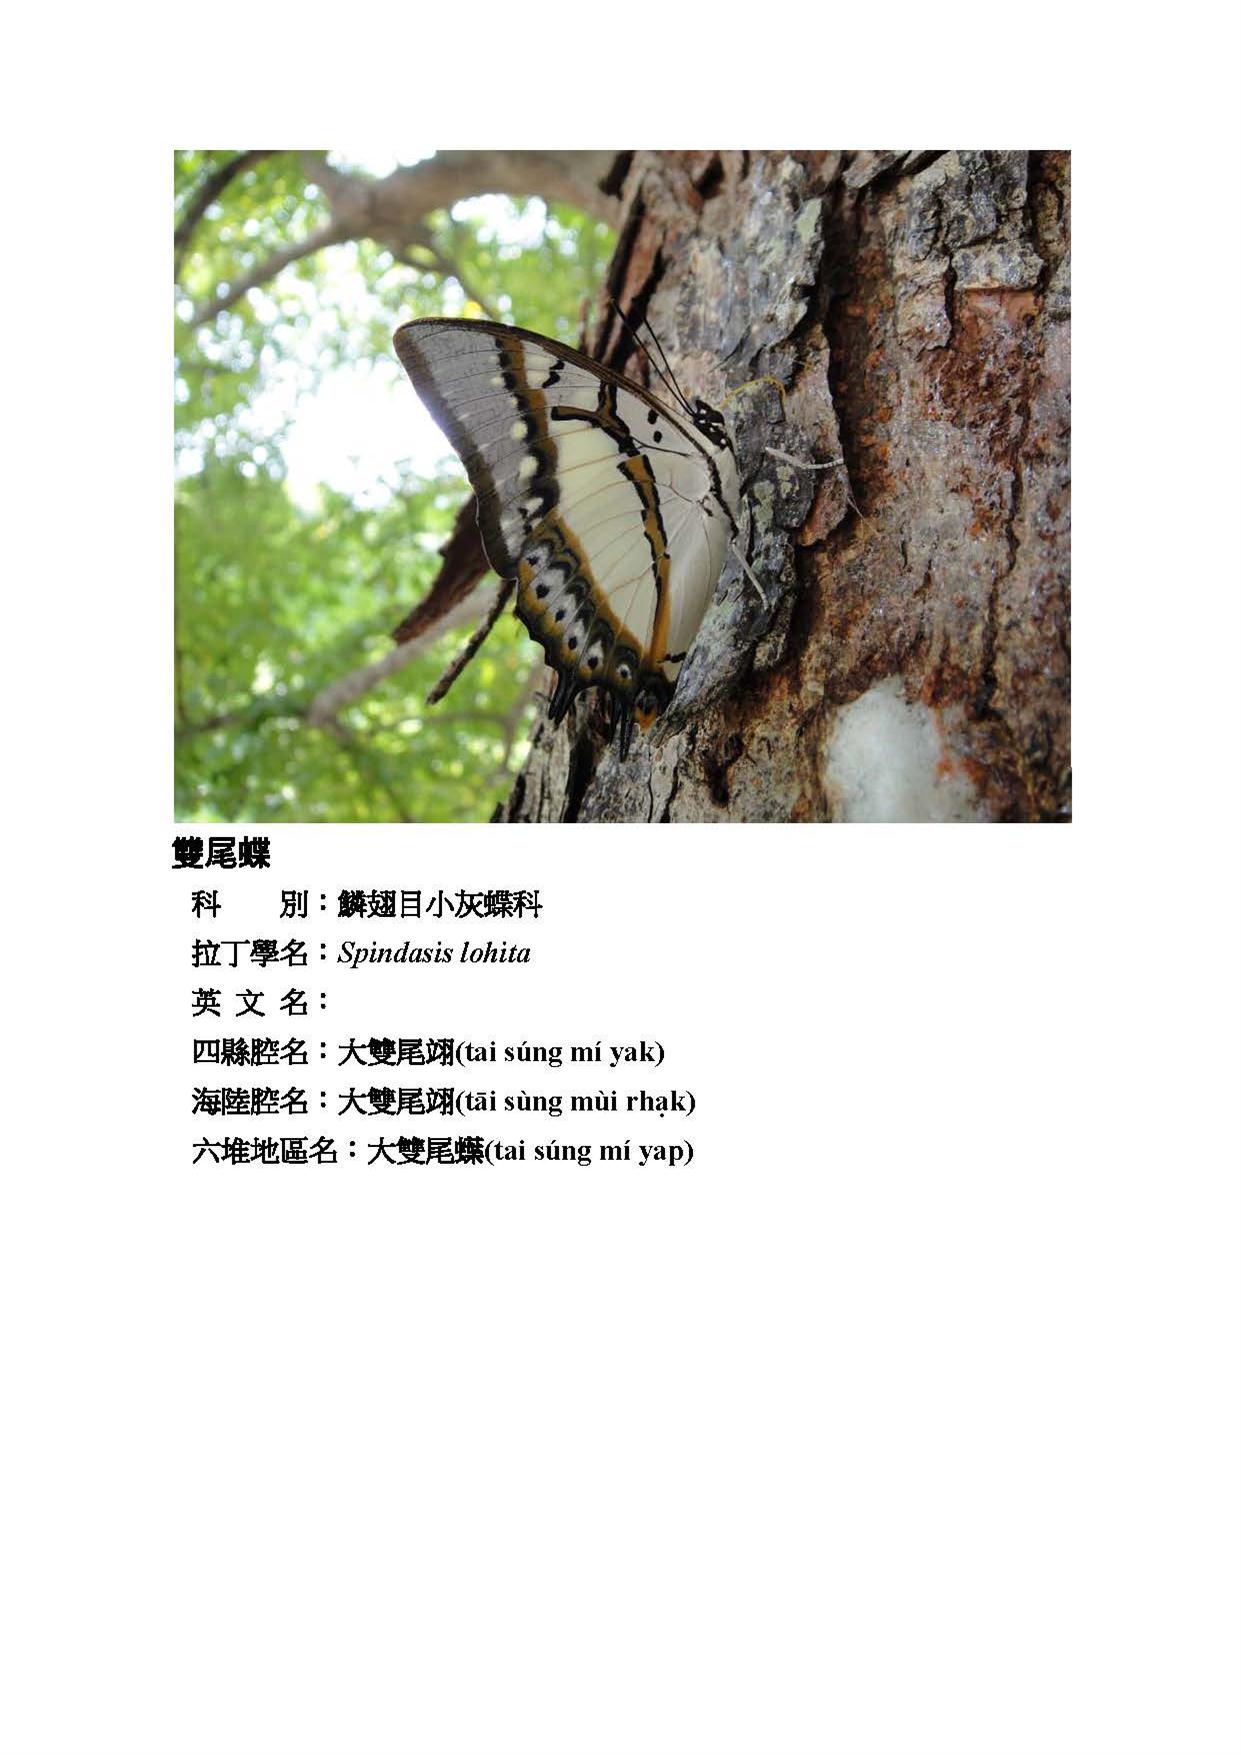 雙尾蝶
科　　別：鱗翅目小灰蝶科
拉丁學名：Spindasis lohita
英 文 名：
四縣腔名：大雙尾翊(tai súng mí yak)
海陸腔名：大雙尾翊(tāi sùng mùi rha̩k)
六堆地區名：大雙尾蠂(tai súng mí yap)